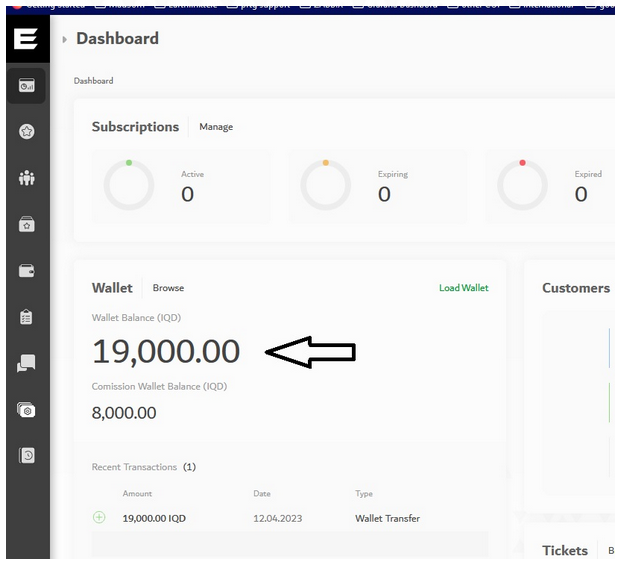 Dashboard
Dashboard
Subscriptions Manage
Active
0
Expiring
0
Expired
0
Wallet Browse Load Wallet
Wallet Balance (IQD)
19,000.00
Comission Wallet Balance (IQD)
8,000.00
Recent Transactions (1)
Amount Date Type
19,000.00 IQD 12.04.2023 Wallet Transfer
Customers
Tickets B